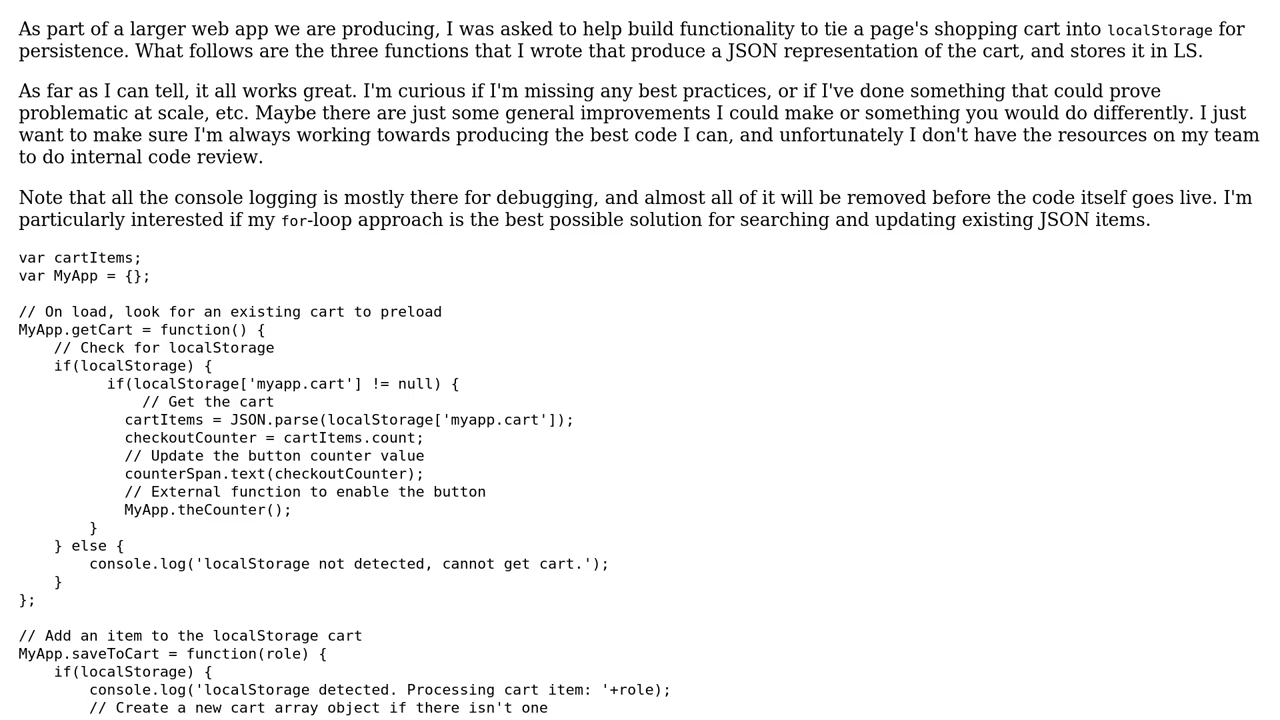 As part of a larger web app we are producing, I was asked to help build functionality to tie a page's shopping cart into localStorage for
persistence. What follows are the three functions that I wrote that produce a JSON representation of the cart, and stores it in LS.

As far as I can tell, it all works great. I'm curious if I'm missing any best practices, or if I've done something that could prove
problematic at scale, etc. Maybe there are just some general improvements I could make or something you would do differently. I just
want to make sure I'm always working towards producing the best code I can, and unfortunately I don't have the resources on my team
to do internal code review.

Note that all the console logging is mostly there for debugging, and almost all of it will be removed before the code itself goes live. I'm
particularly interested if my for-loop approach is the best possible solution for searching and updating existing JSON items.

var cartItems;
var MyApp = {};

// On load, look for an existing cart to preload
MyApp.getCart = function() {
    // Check for localStorage
    if(localStorage) {
          if(localStorage['myapp.cart'] != null) {
              // Get the cart
            cartItems = JSON.parse(localStorage['myapp.cart']);
            checkoutCounter = cartItems.count;
            // Update the button counter value
            counterSpan.text(checkoutCounter);
            // External function to enable the button
            MyApp.theCounter();
        }
    } else {
        console.log('localStorage not detected, cannot get cart.');
    }
};

// Add an item to the localStorage cart
MyApp.saveToCart = function(role) {
    if(localStorage) {
        console.log('localStorage detected. Processing cart item: '+role);
        // Create a new cart array object if there isn't one